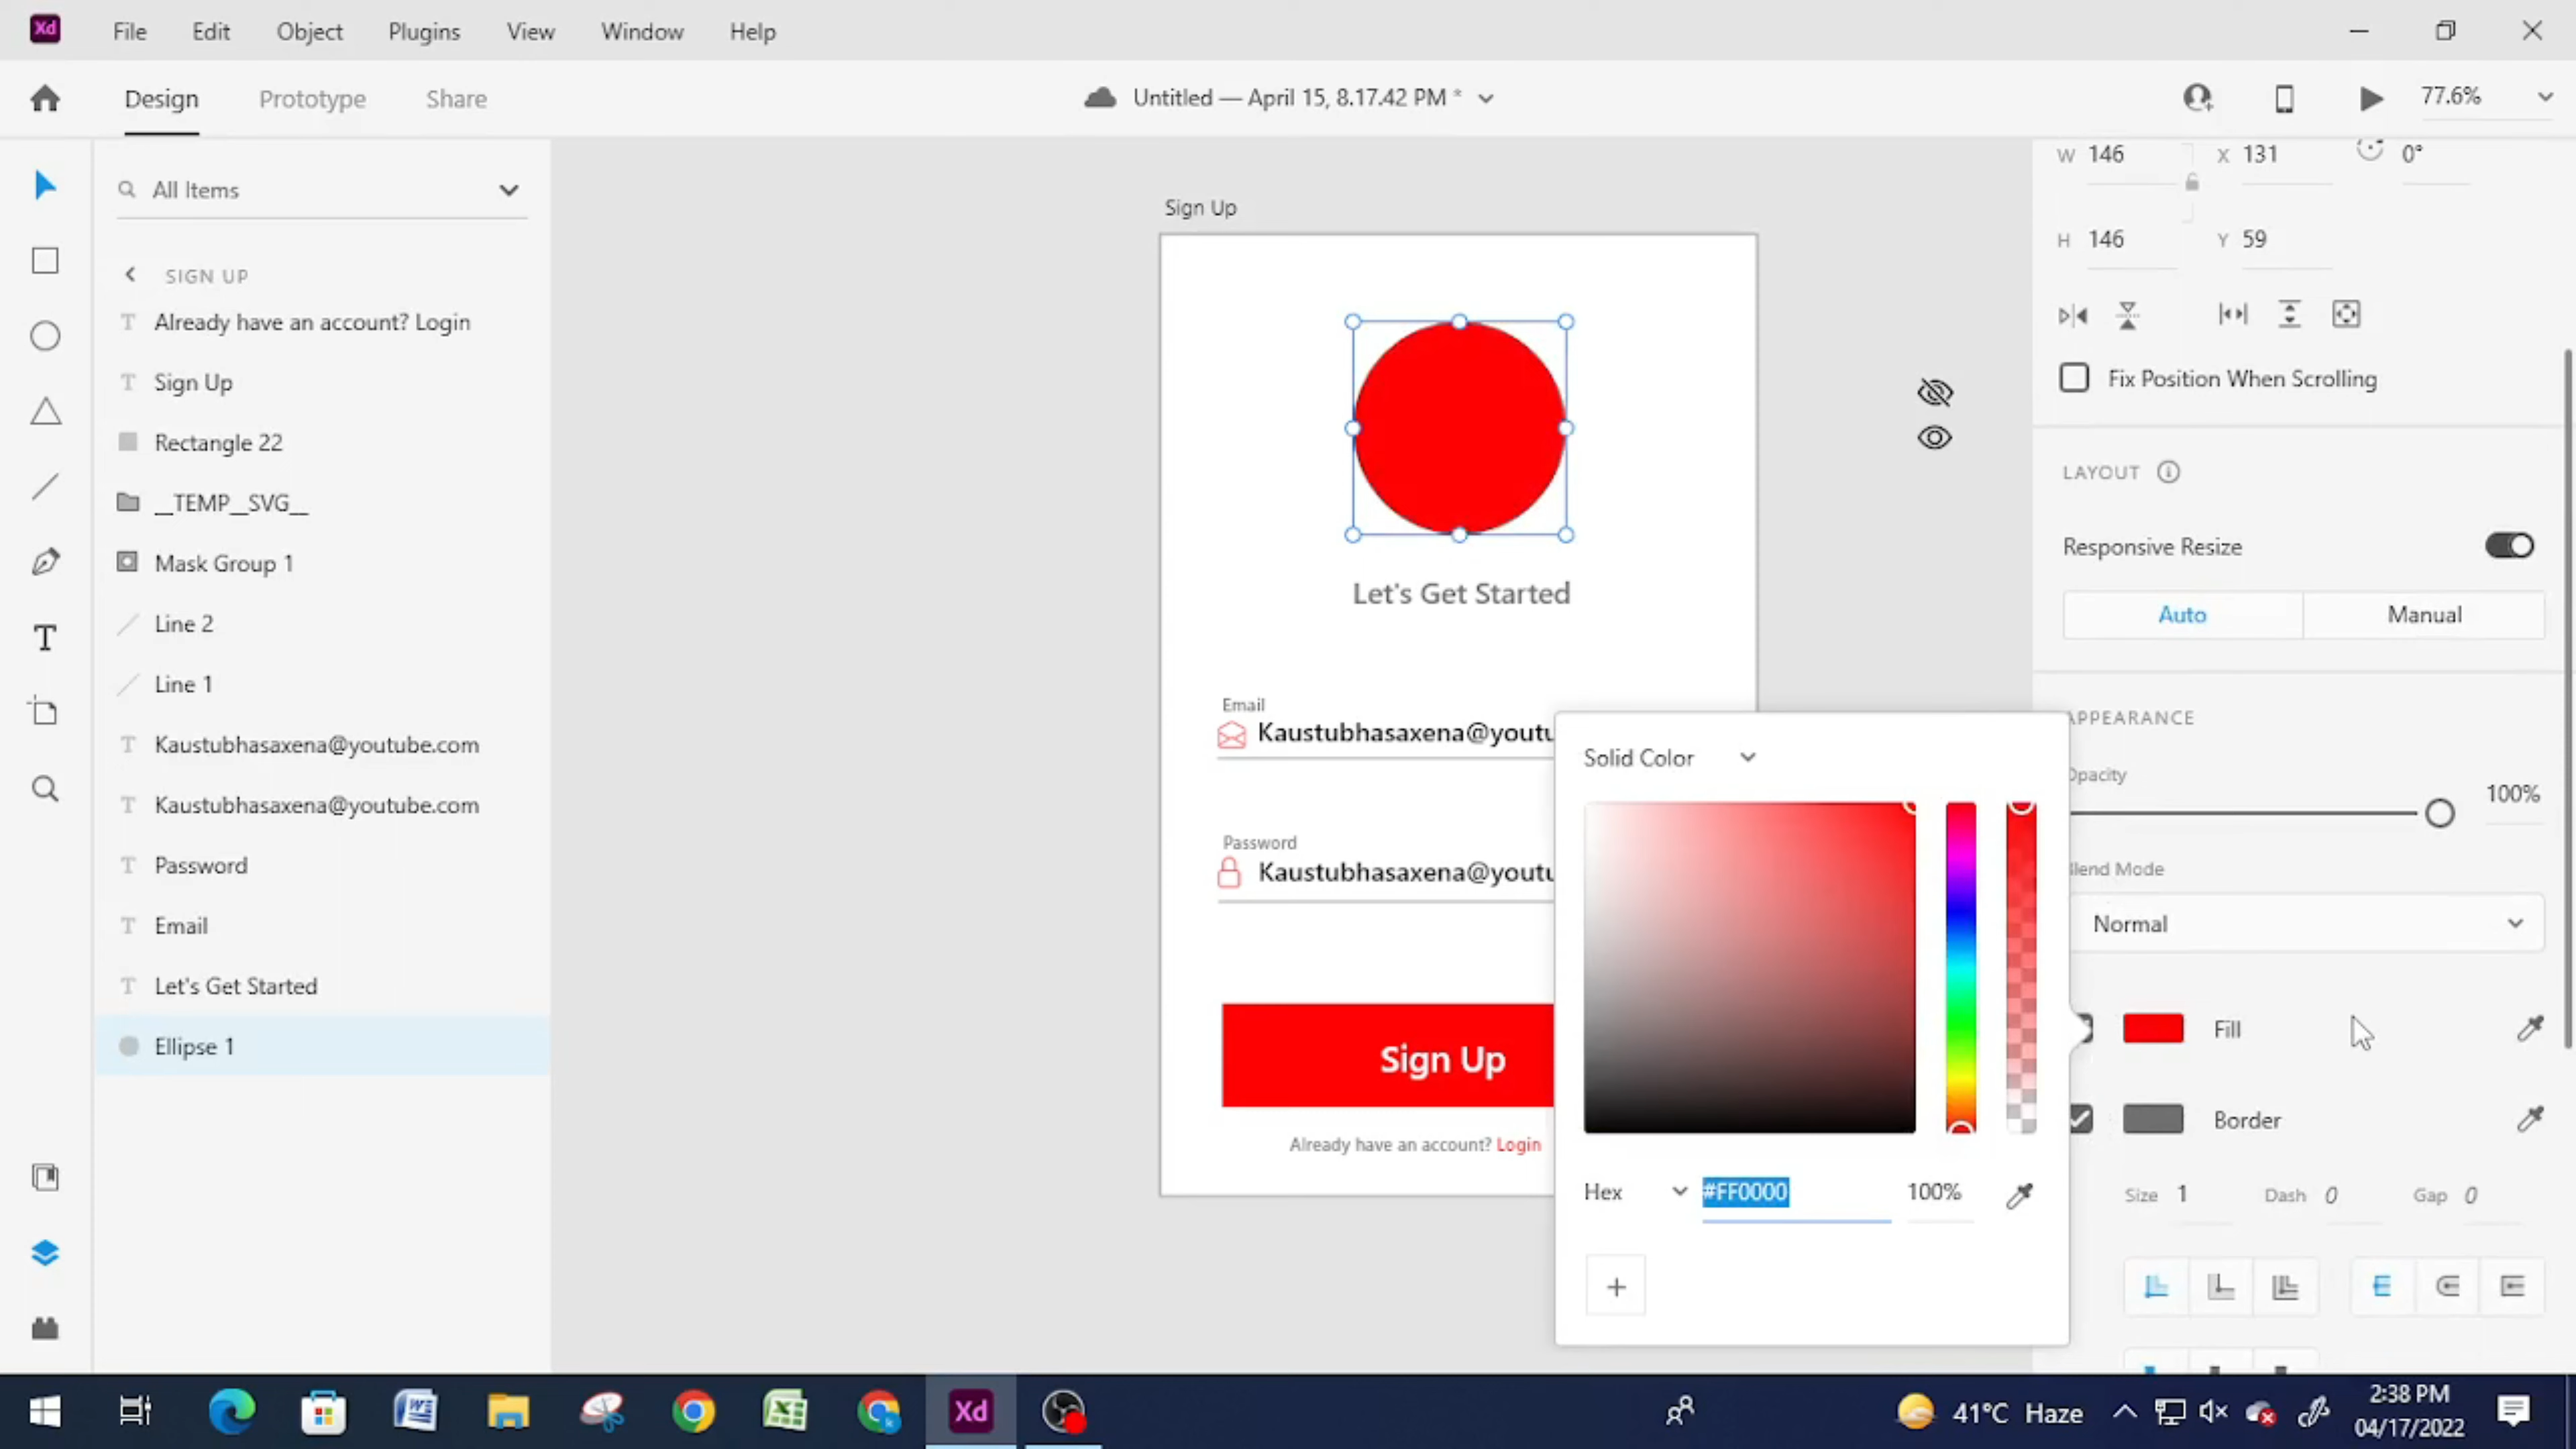 Xd File Edit Object Plugins View Window Help
Design Prototype Share
Untitled — April 15, 8.17.42 PM *
77.6%
All Items
SIGN UP
Already have an account? Login
Sign Up
Rectangle 22
__TEMP__SVG__
Mask Group 1
Line 2
Line 1
Kaustubhasaxena@youtube.com
Kaustubhasaxena@youtube.com
Password
Email
Let's Get Started
Ellipse 1
Sign Up
Let's Get Started
Email
Kaustubhasaxena@youtu
Password
Kaustubhasaxena@youtu
Sign Up
Already have an account? Login
Solid Color
Hex #FF0000 100%
W 146 X 131 0°
H 146 Y 59
Fix Position When Scrolling
LAYOUT
Responsive Resize
Auto Manual
APPEARANCE
Opacity
100%
Blend Mode
Normal
Fill
Border
Size 1 Dash 0 Gap 0
Xd
41°C Haze
2:38 PM
04/17/2022